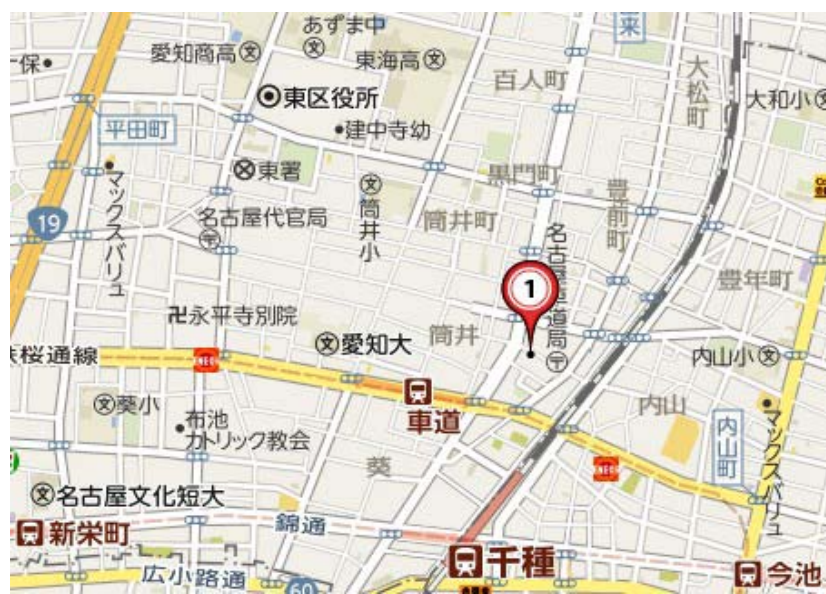 あずま中
愛知商高
東海高
保
百人町
大松町
大和小
東区役所
建中寺幼
平田町
マックスバリュ
東署
黒門町
筒井小
筒井町
豊前町
19
名古屋代官局
名古屋車道局
豊年町
1
永平寺別院
愛知大
筒井
桜通線
ENEOS
内山小
葵小
車道
内山
内山町
マックスバリュ
布池
カトリック教会
葵
ENEOS
名古屋文化短大
錦通
新栄町
千種
今池
広小路通
60